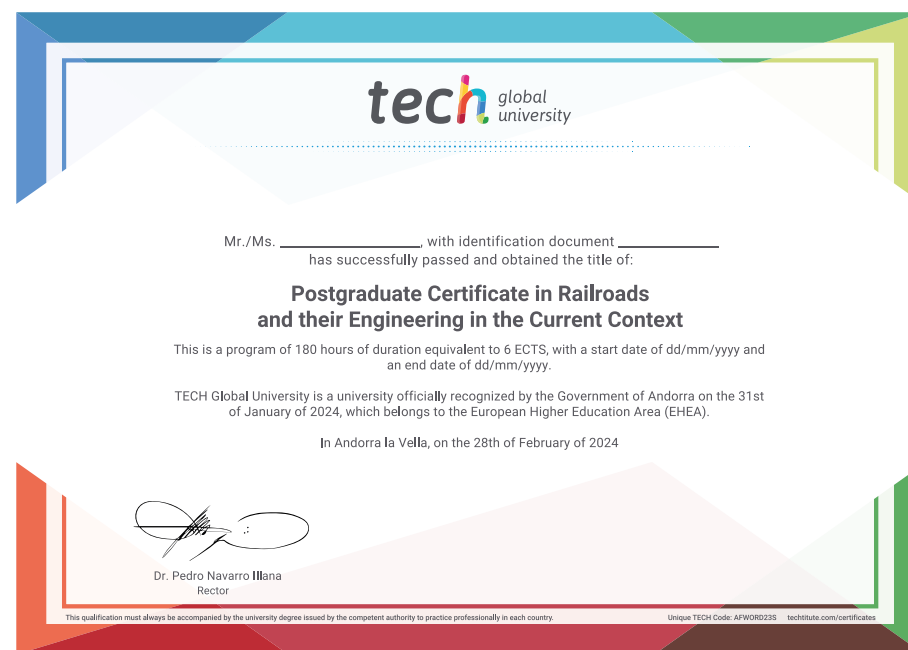 tech global
university
Mr./Ms. ____________________, with identification document ______________
has successfully passed and obtained the title of:
Postgraduate Certificate in Railroads
and their Engineering in the Current Context
This is a program of 180 hours of duration equivalent to 6 ECTS, with a start date of dd/mm/yyyy and
an end date of dd/mm/yyyy.
TECH Global University is a university officially recognized by the Government of Andorra on the 31st
of January of 2024, which belongs to the European Higher Education Area (EHEA).
In Andorra la Vella, on the 28th of February of 2024
Dr. Pedro Navarro Illana
Rector
This qualification must always be accompanied by the university degree issued by the competent authority to practice professionally in each country.
Unique TECH Code: AFWORD23S techtitute.com/certificates